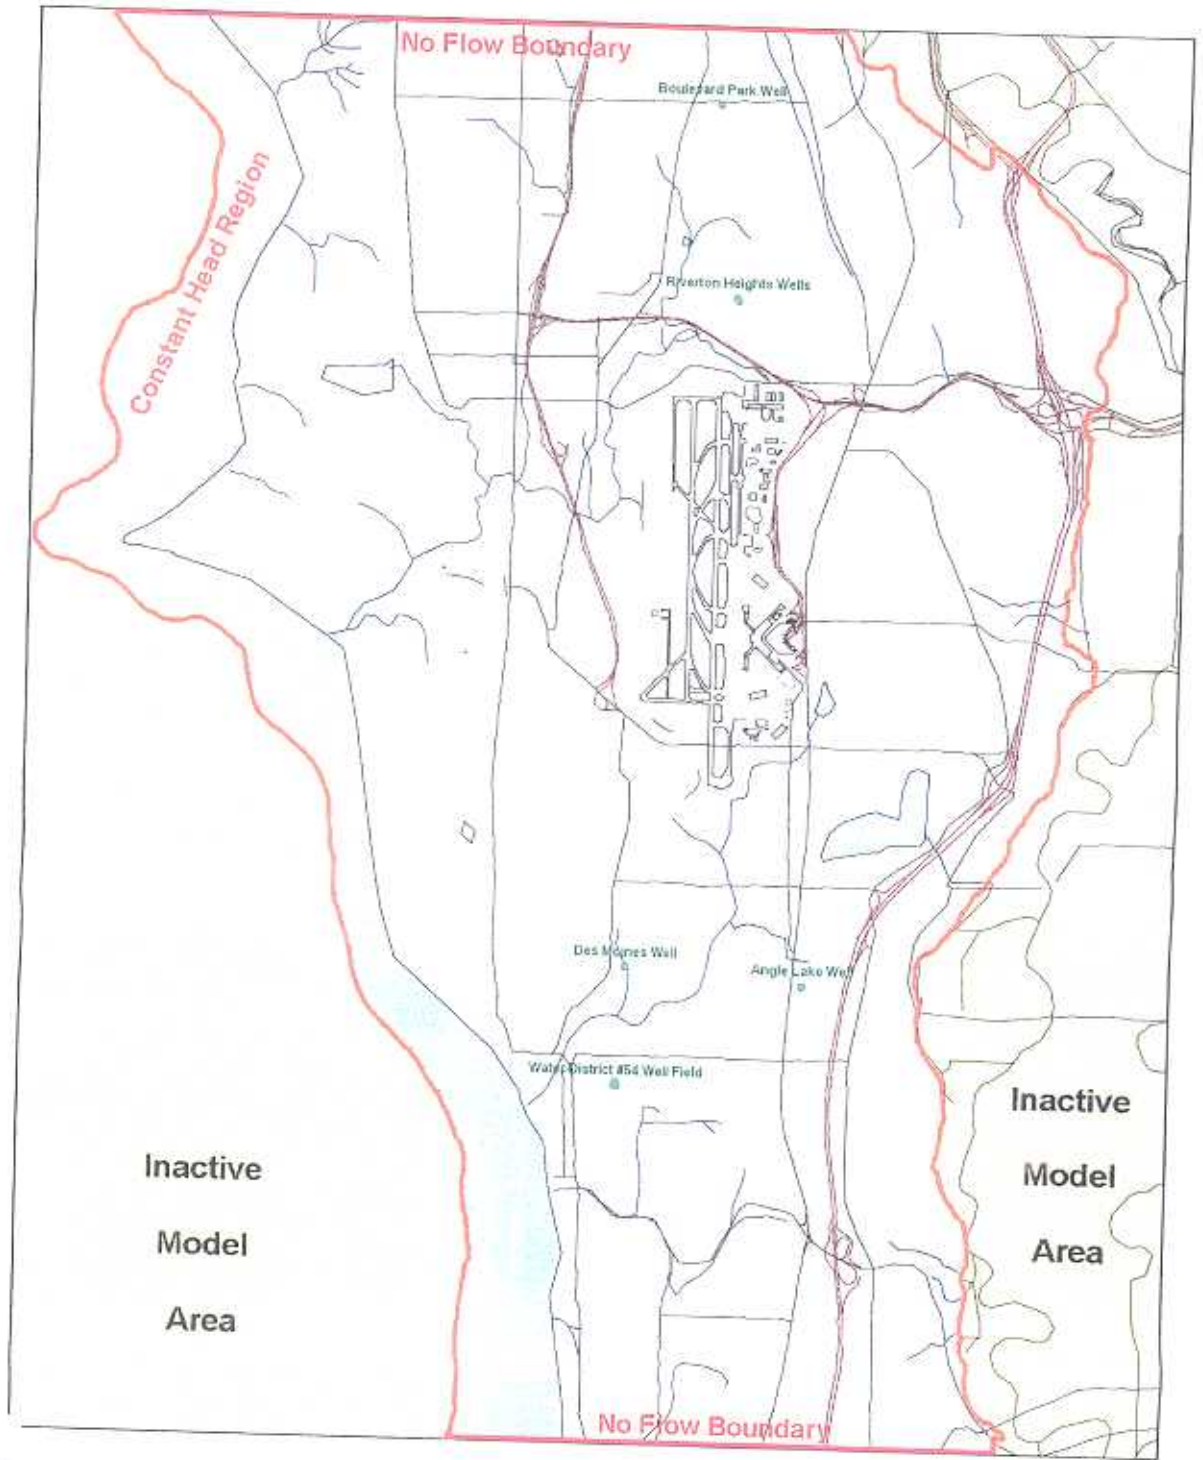 No Flow Boundary
Boulevard Park Well
Constant Head Region
Riverton Heights Wells
Des Moines Well
Angle Lake Well
Water District #54 Well Field
Inactive
Model
Area
Inactive
Model
Area
No Flow Boundary